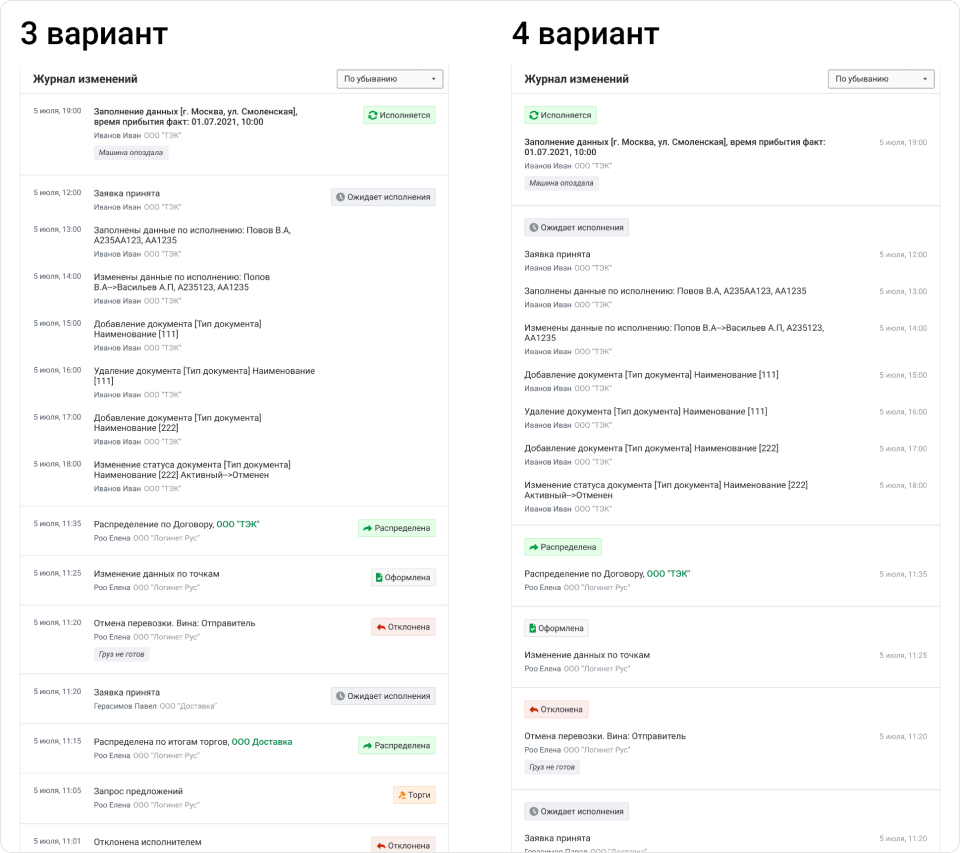 3 вариант
Журнал изменений
По убыванию
5 июля, 19:00
Заполнение данных [г. Москва, ул. Смоленская],
время прибытия факт: 01.07.2021, 10:00
Исполняется
Иванов Иван ООО "ТЭК"
Машина опоздала
5 июля, 12:00
Заявка принята
Ожидает исполнения
Иванов Иван ООО "ТЭК"
5 июля, 13:00
Заполнены данные по исполнению: Повов В.А,
А235АА123, АА1235
Иванов Иван ООО "ТЭК"
5 июля, 14:00
Изменены данные по исполнению: Попов
В.А-->Васильев А.П, А235123, АА1235
Иванов Иван ООО "ТЭК"
5 июля, 15:00
Добавление документа [Тип документа]
Наименование [111]
Иванов Иван ООО "ТЭК"
5 июля, 16:00
Удаление документа [Тип документа] Наименование
[111]
Иванов Иван ООО "ТЭК"
5 июля, 17:00
Добавление документа [Тип документа]
Наименование [222]
Иванов Иван ООО "ТЭК"
5 июля, 18:00
Изменение статуса документа [Тип документа]
Наименование [222] Активный-->Отменен
Иванов Иван ООО "ТЭК"
5 июля, 11:35
Распределение по Договору, ООО "ТЭК"
Распределена
Роо Елена ООО "Логинет Рус"
5 июля, 11:25
Изменение данных по точкам
Оформлена
Роо Елена ООО "Логинет Рус"
5 июля, 11:20
Отмена перевозки. Вина: Отправитель
Отклонена
Роо Елена ООО "Логинет Рус"
Груз не готов
5 июля, 11:20
Заявка принята
Ожидает исполнения
Герасимов Павел ООО "Доставка"
5 июля, 11:15
Распределена по итогам торгов, ООО Доставка
Распределена
Роо Елена ООО "Логинет Рус"
5 июля, 11:05
Запрос предложений
Торги
Роо Елена ООО "Логинет Рус"
5 июля, 11:01
Отклонена исполнителем
Отклонена
4 вариант
Журнал изменений
По убыванию
Исполняется
Заполнение данных [г. Москва, ул. Смоленская], время прибытия факт:
01.07.2021, 10:00
5 июля, 19:00
Иванов Иван ООО "ТЭК"
Машина опоздала
Ожидает исполнения
Заявка принята
5 июля, 12:00
Иванов Иван ООО "ТЭК"
Заполнены данные по исполнению: Повов В.А, А235АА123, АА1235
5 июля, 13:00
Иванов Иван ООО "ТЭК"
Изменены данные по исполнению: Попов В.А-->Васильев А.П, А235123,
АА1235
5 июля, 14:00
Иванов Иван ООО "ТЭК"
Добавление документа [Тип документа] Наименование [111]
5 июля, 15:00
Иванов Иван ООО "ТЭК"
Удаление документа [Тип документа] Наименование [111]
5 июля, 16:00
Иванов Иван ООО "ТЭК"
Добавление документа [Тип документа] Наименование [222]
5 июля, 17:00
Иванов Иван ООО "ТЭК"
Изменение статуса документа [Тип документа] Наименование [222]
Активный-->Отменен
5 июля, 18:00
Иванов Иван ООО "ТЭК"
Распределена
Распределение по Договору, ООО "ТЭК"
5 июля, 11:35
Роо Елена ООО "Логинет Рус"
Оформлена
Изменение данных по точкам
5 июля, 11:25
Роо Елена ООО "Логинет Рус"
Отклонена
Отмена перевозки. Вина: Отправитель
5 июля, 11:20
Роо Елена ООО "Логинет Рус"
Груз не готов
Ожидает исполнения
Заявка принята
5 июля, 11:20
Герасимов Павел ООО "Доставка"